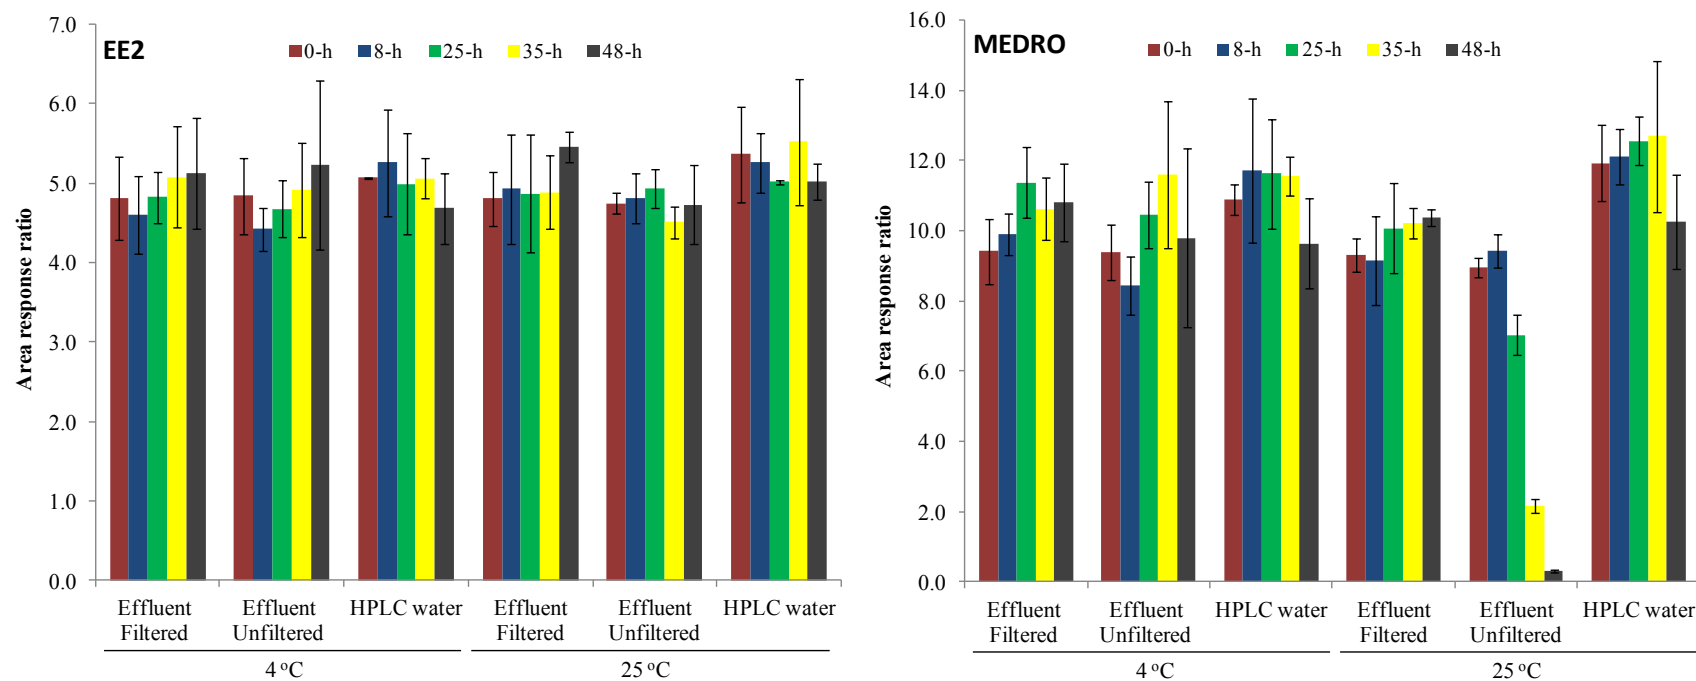 EE2
0-h 8-h 25-h 35-h 48-h
Area response ratio
7.0
6.0
5.0
4.0
3.0
2.0
1.0
0.0
Effluent Filtered
Effluent Unfiltered
HPLC water
Effluent Filtered
Effluent Unfiltered
HPLC water
4 °C
25 °C
MEDRO
0-h 8-h 25-h 35-h 48-h
Area response ratio
16.0
14.0
12.0
10.0
8.0
6.0
4.0
2.0
0.0
Effluent Filtered
Effluent Unfiltered
HPLC water
Effluent Filtered
Effluent Unfiltered
HPLC water
4 °C
25 °C